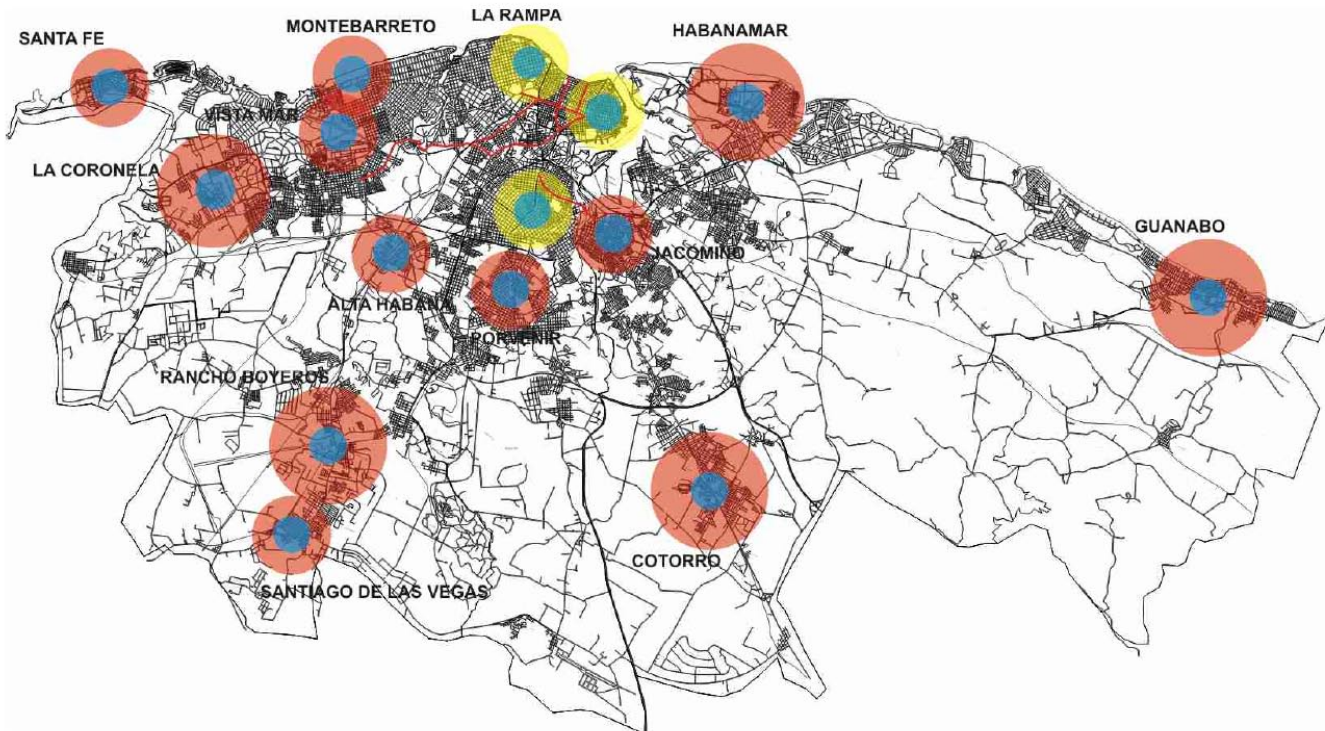 LA RAMPA
MONTEBARRETO
HABANAMAR
SANTA FE
VISTA MAR
LA CORONELA
GUANABO
JACOMINO
ALTA HABANA
PORVENIR
RANCHO BOYEROS
COTORRO
SANTIAGO DE LAS VEGAS